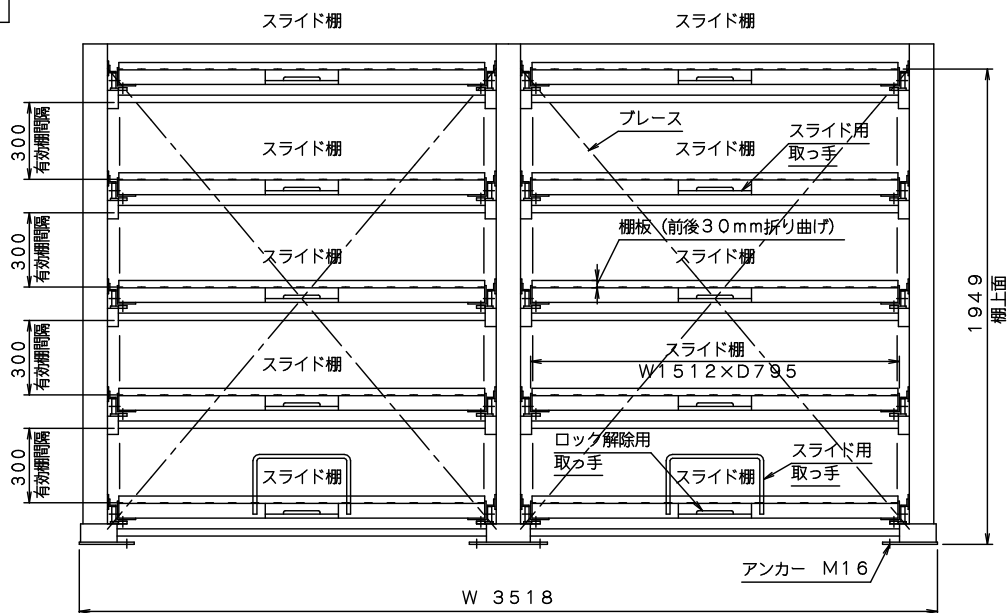 スライド棚
スライド棚
ブレース
スライド用
取っ手
300
有効棚間隔
スライド棚
スライド棚
棚板（前後30mm折り曲げ）
300
有効棚間隔
スライド棚
スライド棚
1949
棚上面
300
有効棚間隔
スライド棚
スライド棚
W1512×D795
ロック解除用
取っ手
スライド用
取っ手
300
有効棚間隔
スライド棚
スライド棚
アンカー　M16
W 3518